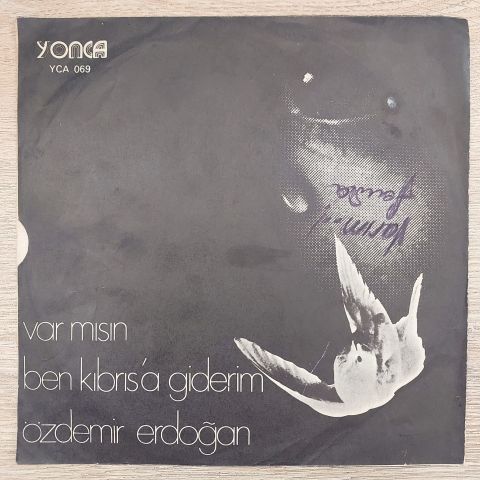 YONCA
YCA 069
var mısın
ben kıbrıs'a giderim
özdemir erdoğan